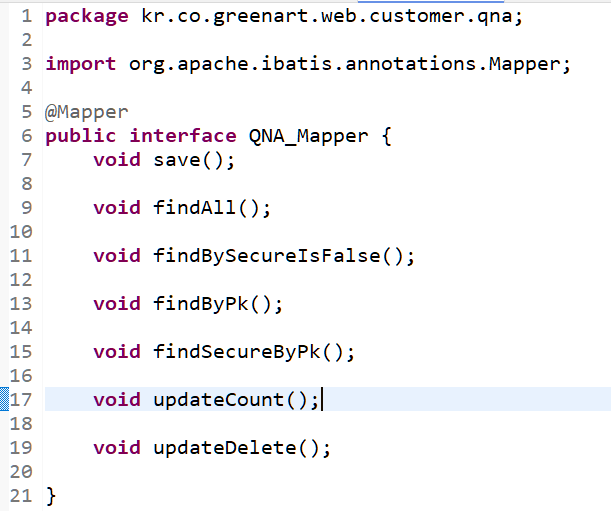 1 package kr.co.greenart.web.customer.qna;
2
3 import org.apache.ibatis.annotations.Mapper;
4
5 @Mapper
6 public interface QNA_Mapper {
7     void save();
8
9     void findAll();
10
11     void findBySecureIsFalse();
12
13     void findByPk();
14
15     void findSecureByPk();
16
17     void updateCount();
18
19     void updateDelete();
20
21 }